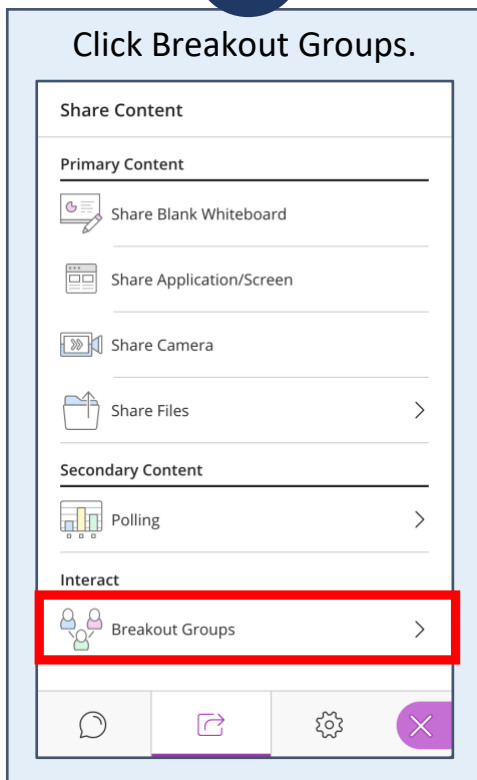 Click Breakout Groups.
Share Content
Primary Content
Share Blank Whiteboard
Share Application/Screen
Share Camera
Share Files
Secondary Content
Polling
Interact
Breakout Groups